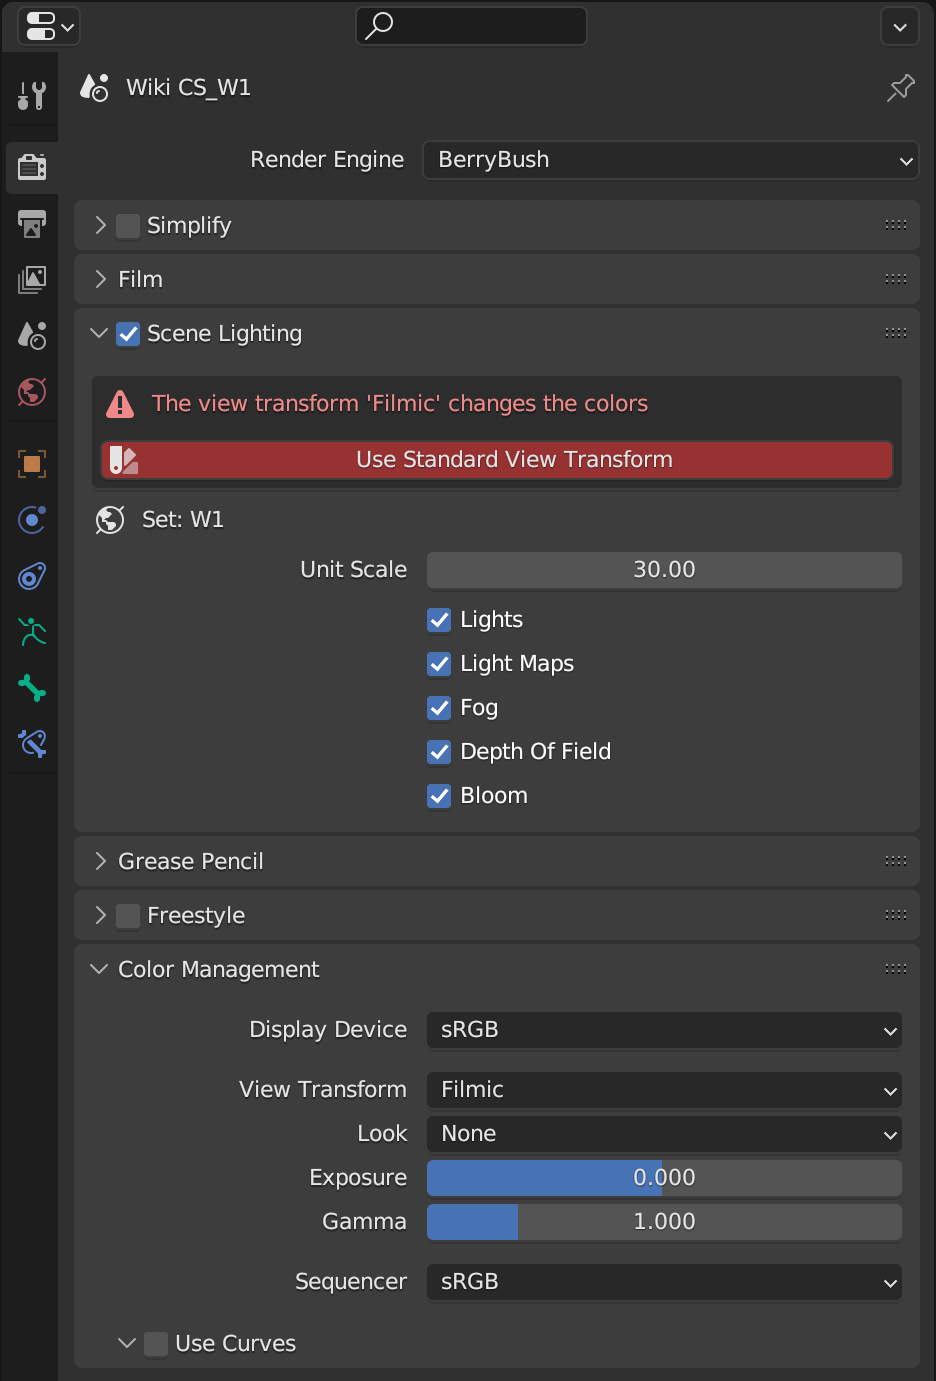 Wiki CS_W1
Render Engine BerryBush
Simplify
Film
Scene Lighting
The view transform 'Filmic' changes the colors
Use Standard View Transform
Set: W1
Unit Scale 30.00
Lights
Light Maps
Fog
Depth Of Field
Bloom
Grease Pencil
Freestyle
Color Management
Display Device sRGB
View Transform Filmic
Look None
Exposure 0.000
Gamma 1.000
Sequencer sRGB
Use Curves